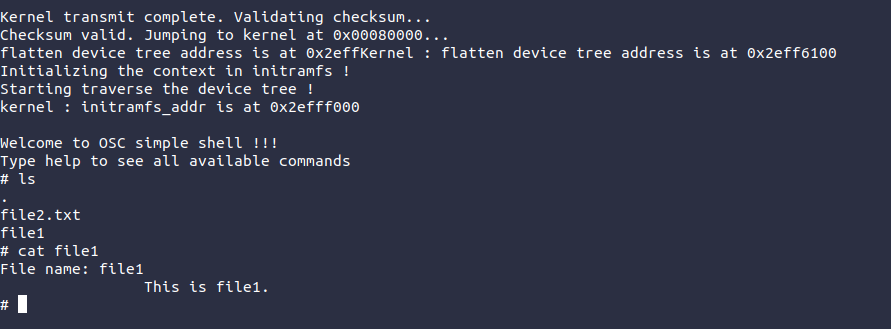 Kernel transmit complete. Validating checksum...
Checksum valid. Jumping to kernel at 0x00080000...
flatten device tree address is at 0x2effKernel : flatten device tree address is at 0x2eff6100
Initializing the context in initramfs !
Starting traverse the device tree !
kernel : initramfs_addr is at 0x2efff000

Welcome to OSC simple shell !!!
Type help to see all available commands
# ls
.
file2.txt
file1
# cat file1
File name: file1
                This is file1.
#